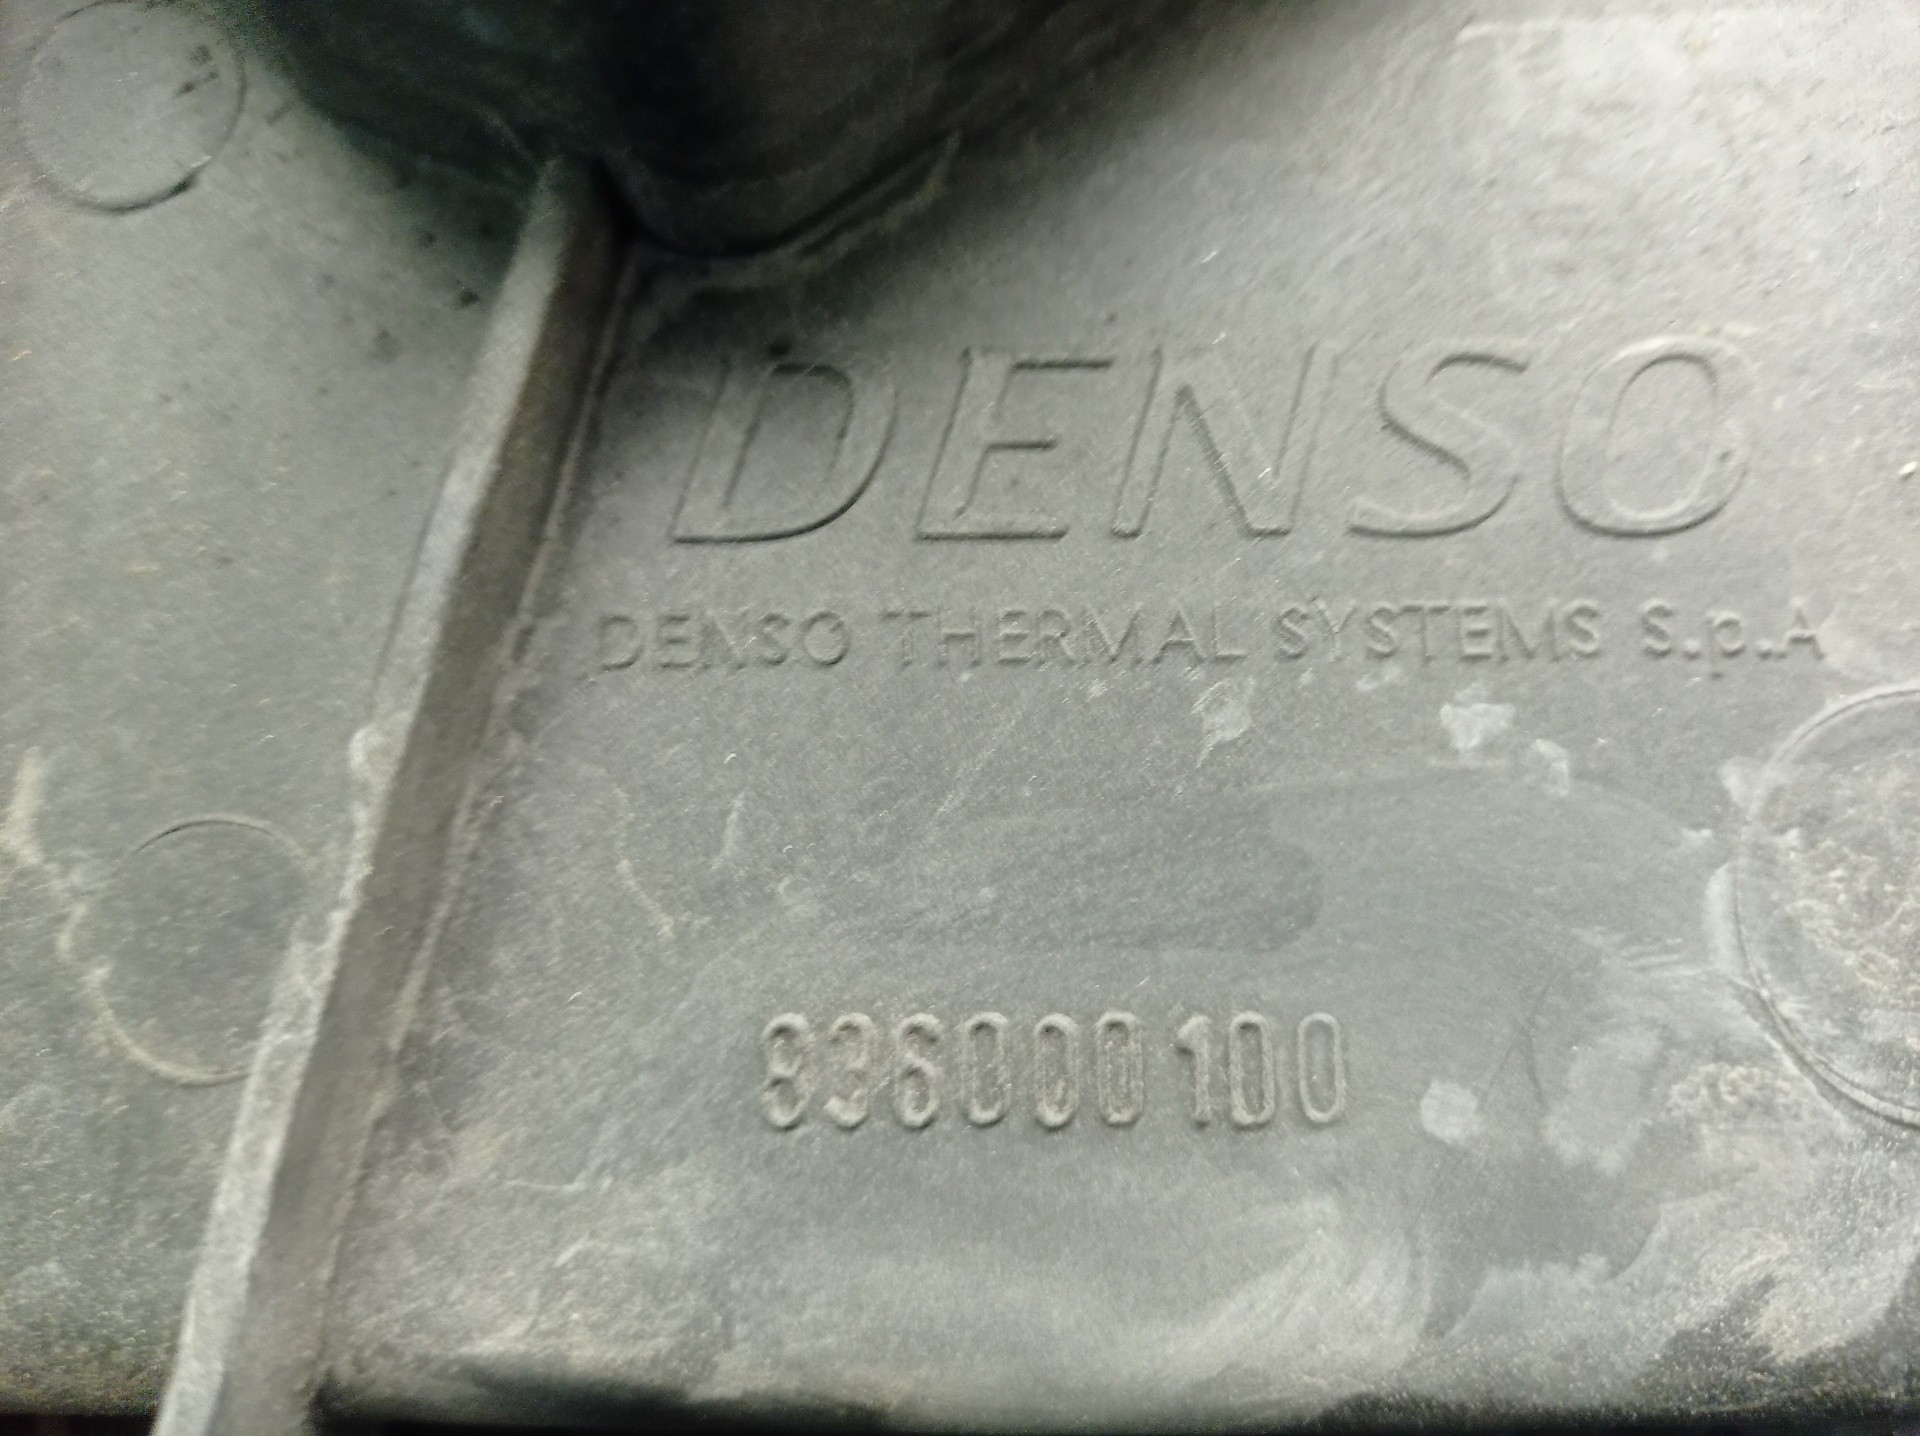 DENSO
DENSO THERMAL SYSTEMS S.p.A
836000100